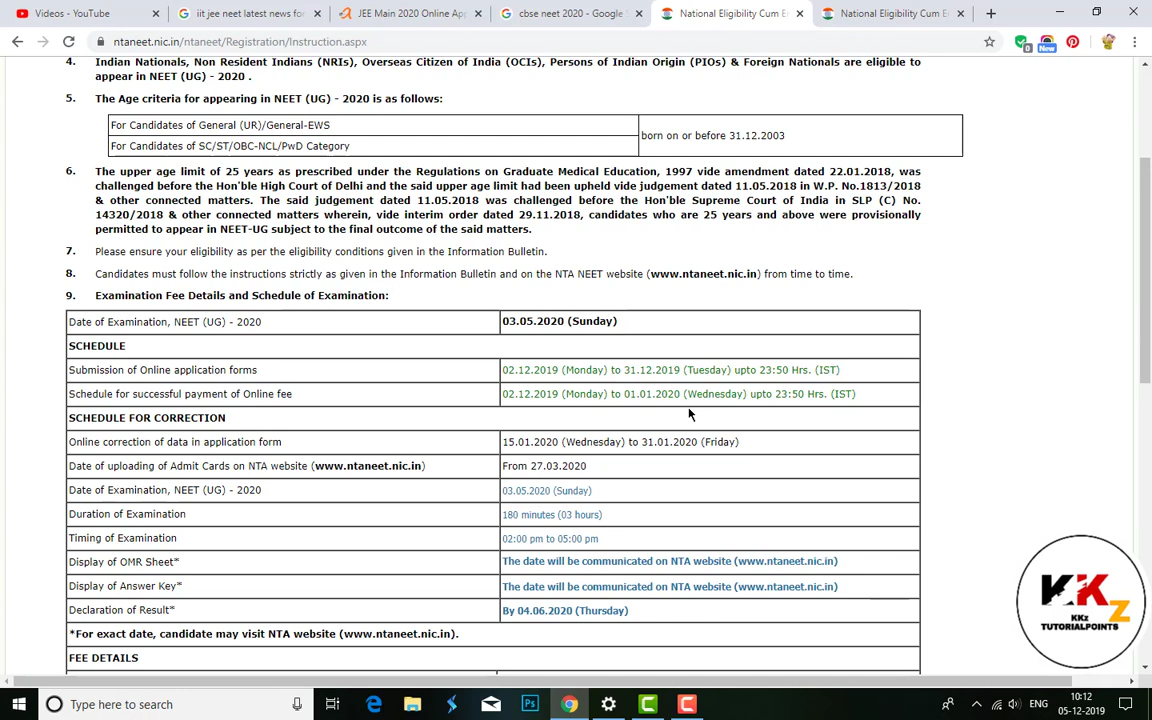 Videos - YouTube
iit jee neet latest news for
JEE Main 2020 Online App
cbse neet 2020 - Google S
National Eligibility Cum E
National Eligibility Cum E
ntaneet.nic.in/ntaneet/Registration/Instruction.aspx
0
New
4. Indian Nationals, Non Resident Indians (NRIs), Overseas Citizen of India (OCIs), Persons of Indian Origin (PIOs) & Foreign Nationals are eligible to
appear in NEET (UG) - 2020 .
5. The Age criteria for appearing in NEET (UG) - 2020 is as follows:
For Candidates of General (UR)/General-EWS
born on or before 31.12.2003
For Candidates of SC/ST/OBC-NCL/PwD Category
6. The upper age limit of 25 years as prescribed under the Regulations on Graduate Medical Education, 1997 vide amendment dated 22.01.2018, was
challenged before the Hon'ble High Court of Delhi and the said upper age limit had been upheld vide judgement dated 11.05.2018 in W.P. No.1813/2018
& other connected matters. The said judgement dated 11.05.2018 was challenged before the Hon'ble Supreme Court of India in SLP (C) No.
14320/2018 & other connected matters wherein, vide interim order dated 29.11.2018, candidates who are 25 years and above were provisionally
permitted to appear in NEET-UG subject to the final outcome of the said matters.
7. Please ensure your eligibility as per the eligibility conditions given in the Information Bulletin.
8. Candidates must follow the instructions strictly as given in the Information Bulletin and on the NTA NEET website (www.ntaneet.nic.in) from time to time.
9. Examination Fee Details and Schedule of Examination:
Date of Examination, NEET (UG) - 2020 03.05.2020 (Sunday)
SCHEDULE
Submission of Online application forms 02.12.2019 (Monday) to 31.12.2019 (Tuesday) upto 23:50 Hrs. (IST)
Schedule for successful payment of Online fee 02.12.2019 (Monday) to 01.01.2020 (Wednesday) upto 23:50 Hrs. (IST)
SCHEDULE FOR CORRECTION
Online correction of data in application form 15.01.2020 (Wednesday) to 31.01.2020 (Friday)
Date of uploading of Admit Cards on NTA website (www.ntaneet.nic.in) From 27.03.2020
Date of Examination, NEET (UG) - 2020 03.05.2020 (Sunday)
Duration of Examination 180 minutes (03 hours)
Timing of Examination 02:00 pm to 05:00 pm
Display of OMR Sheet* The date will be communicated on NTA website (www.ntaneet.nic.in)
Display of Answer Key* The date will be communicated on NTA website (www.ntaneet.nic.in)
Declaration of Result* By 04.06.2020 (Thursday)
*For exact date, candidate may visit NTA website (www.ntaneet.nic.in).
FEE DETAILS
KKz
KKz
TUTORIALPOINTS
Type here to search
Ps
ENG
10:12
05-12-2019